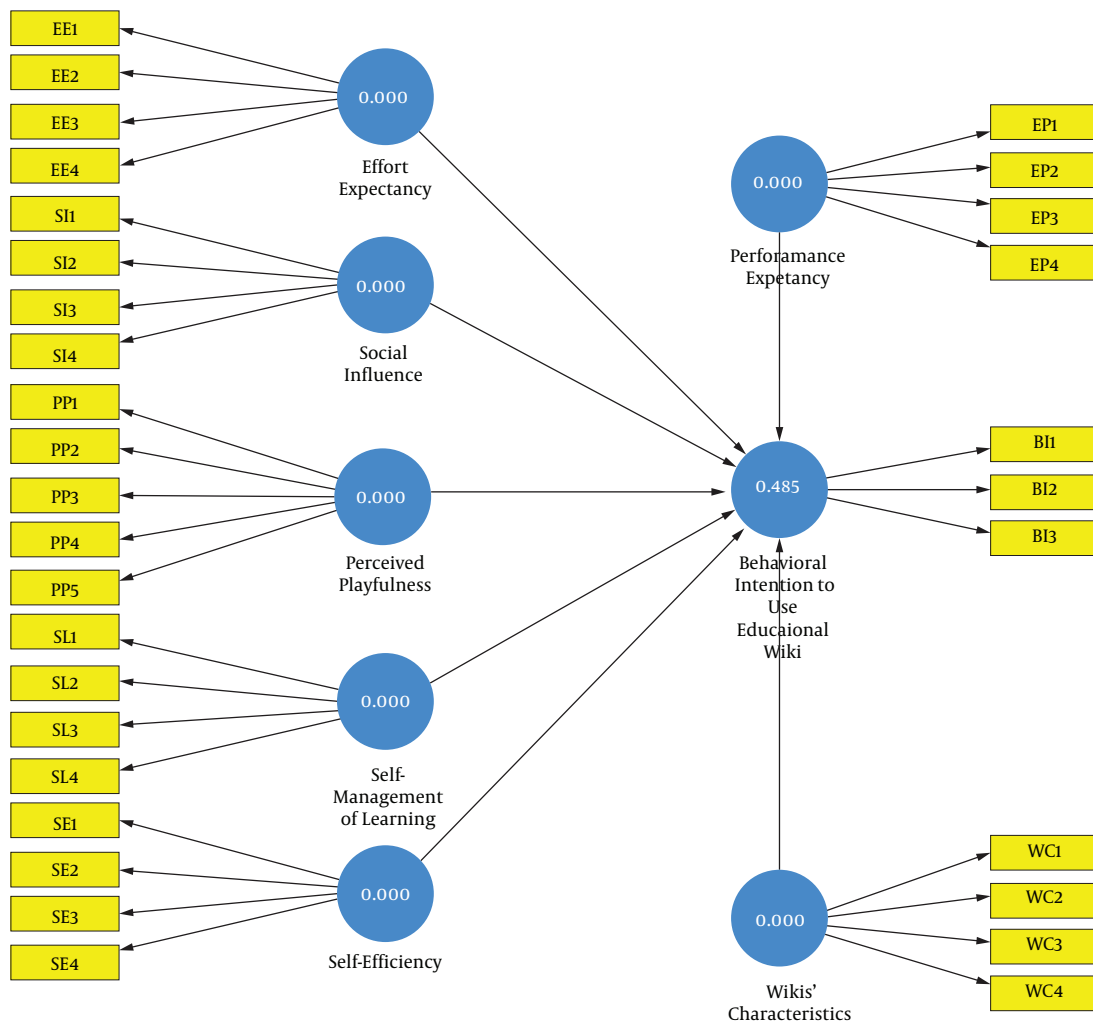 EE1
EE2
EE3
EE4
0.000
Effort
Expectancy
SI1
SI2
SI3
SI4
0.000
Social
Influence
PP1
PP2
PP3
PP4
PP5
0.000
Perceived
Playfulness
SL1
SL2
SL3
SL4
0.000
Self-
Management
of Learning
SE1
SE2
SE3
SE4
0.000
Self-Efficiency
0.000
Perforamance
Expetancy
EP1
EP2
EP3
EP4
0.485
Behavioral
Intention to
Use
Educaional
Wiki
BI1
BI2
BI3
0.000
Wikis’
Characteristics
WC1
WC2
WC3
WC4